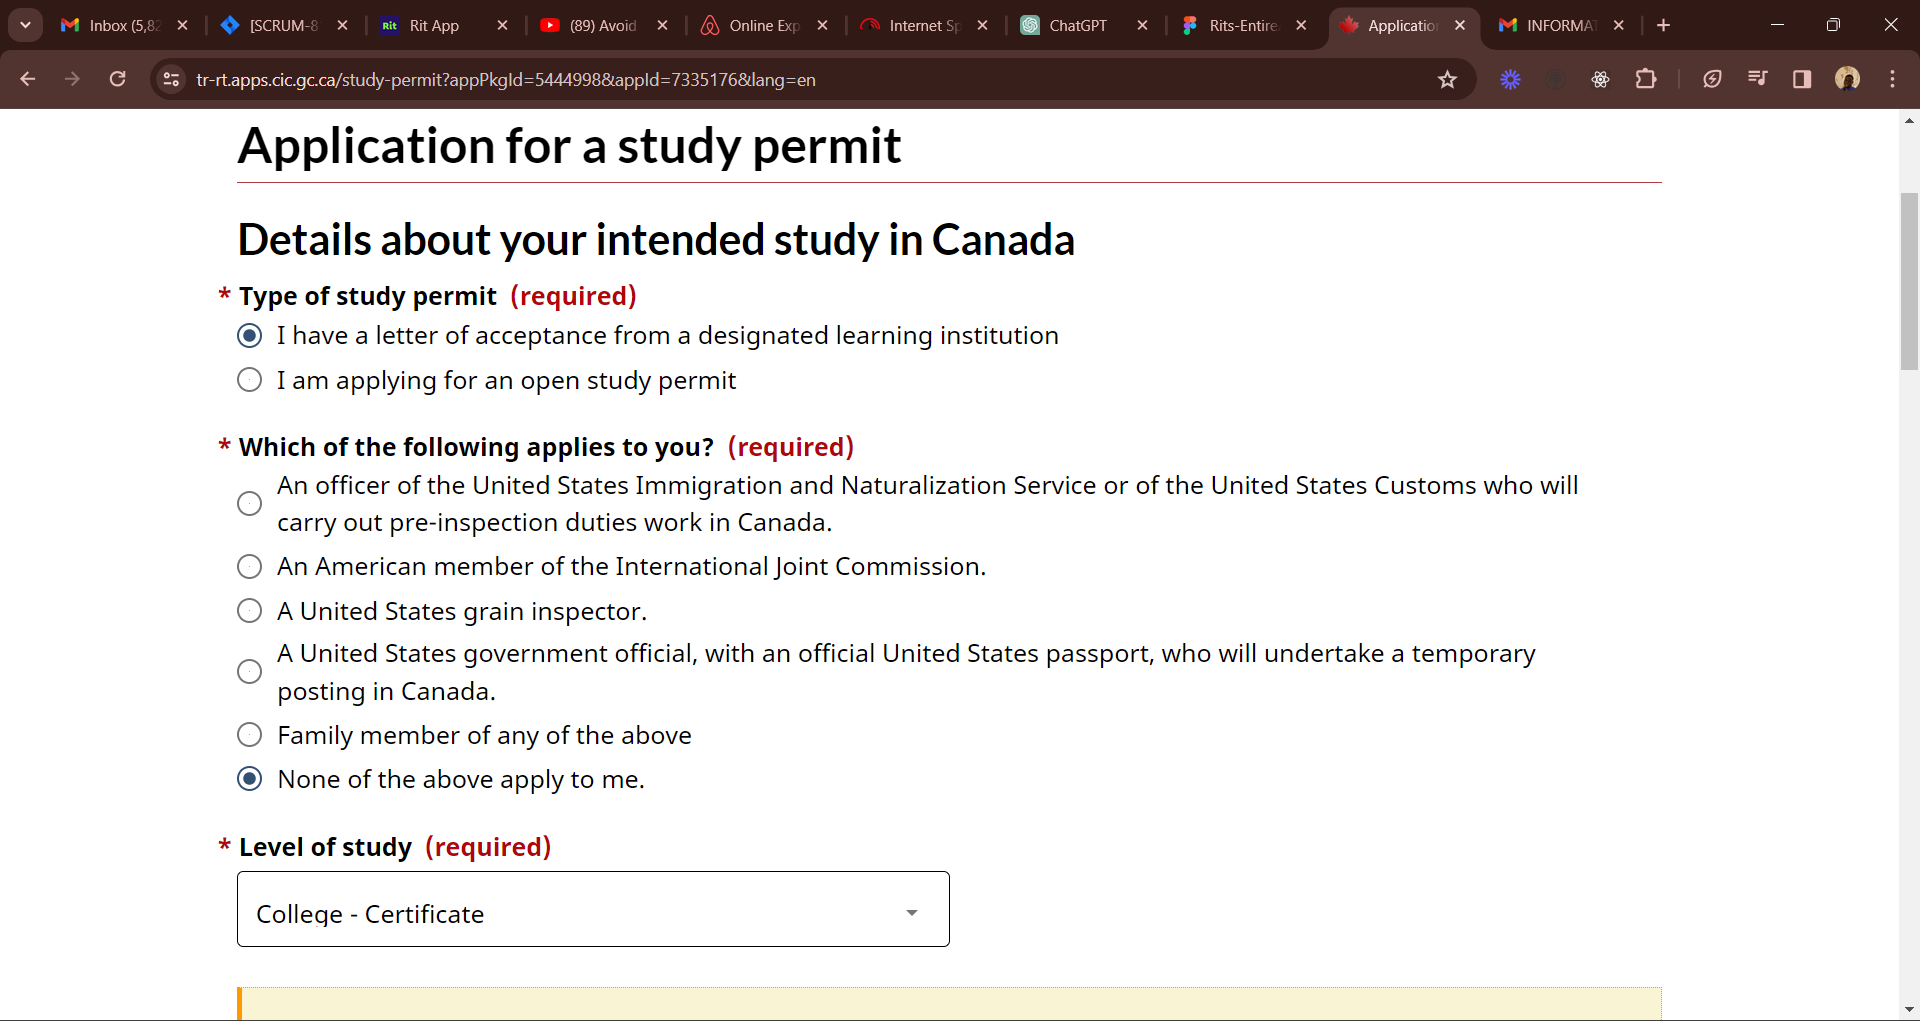 Inbox (5,82
[SCRUM-8
Rit
Rit App
(89) Avoid
Online Exp
Internet Sp
ChatGPT
Rits-Entire
Application
INFORMAT
tr-rt.apps.cic.gc.ca/study-permit?appPkgId=5444998&appId=7335176&lang=en
Application for a study permit
Details about your intended study in Canada
* Type of study permit (required)
I have a letter of acceptance from a designated learning institution
I am applying for an open study permit
* Which of the following applies to you? (required)
An officer of the United States Immigration and Naturalization Service or of the United States Customs who will
carry out pre-inspection duties work in Canada.
An American member of the International Joint Commission.
A United States grain inspector.
A United States government official, with an official United States passport, who will undertake a temporary
posting in Canada.
Family member of any of the above
None of the above apply to me.
* Level of study (required)
College - Certificate